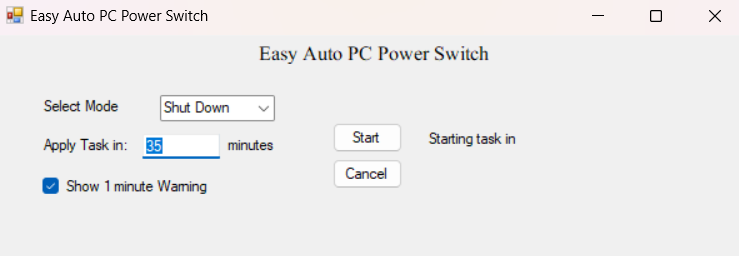 Easy Auto PC Power Switch
Easy Auto PC Power Switch
Select Mode Shut Down
Apply Task in: 35 minutes
Start Starting task in
Cancel
Show 1 minute Warning